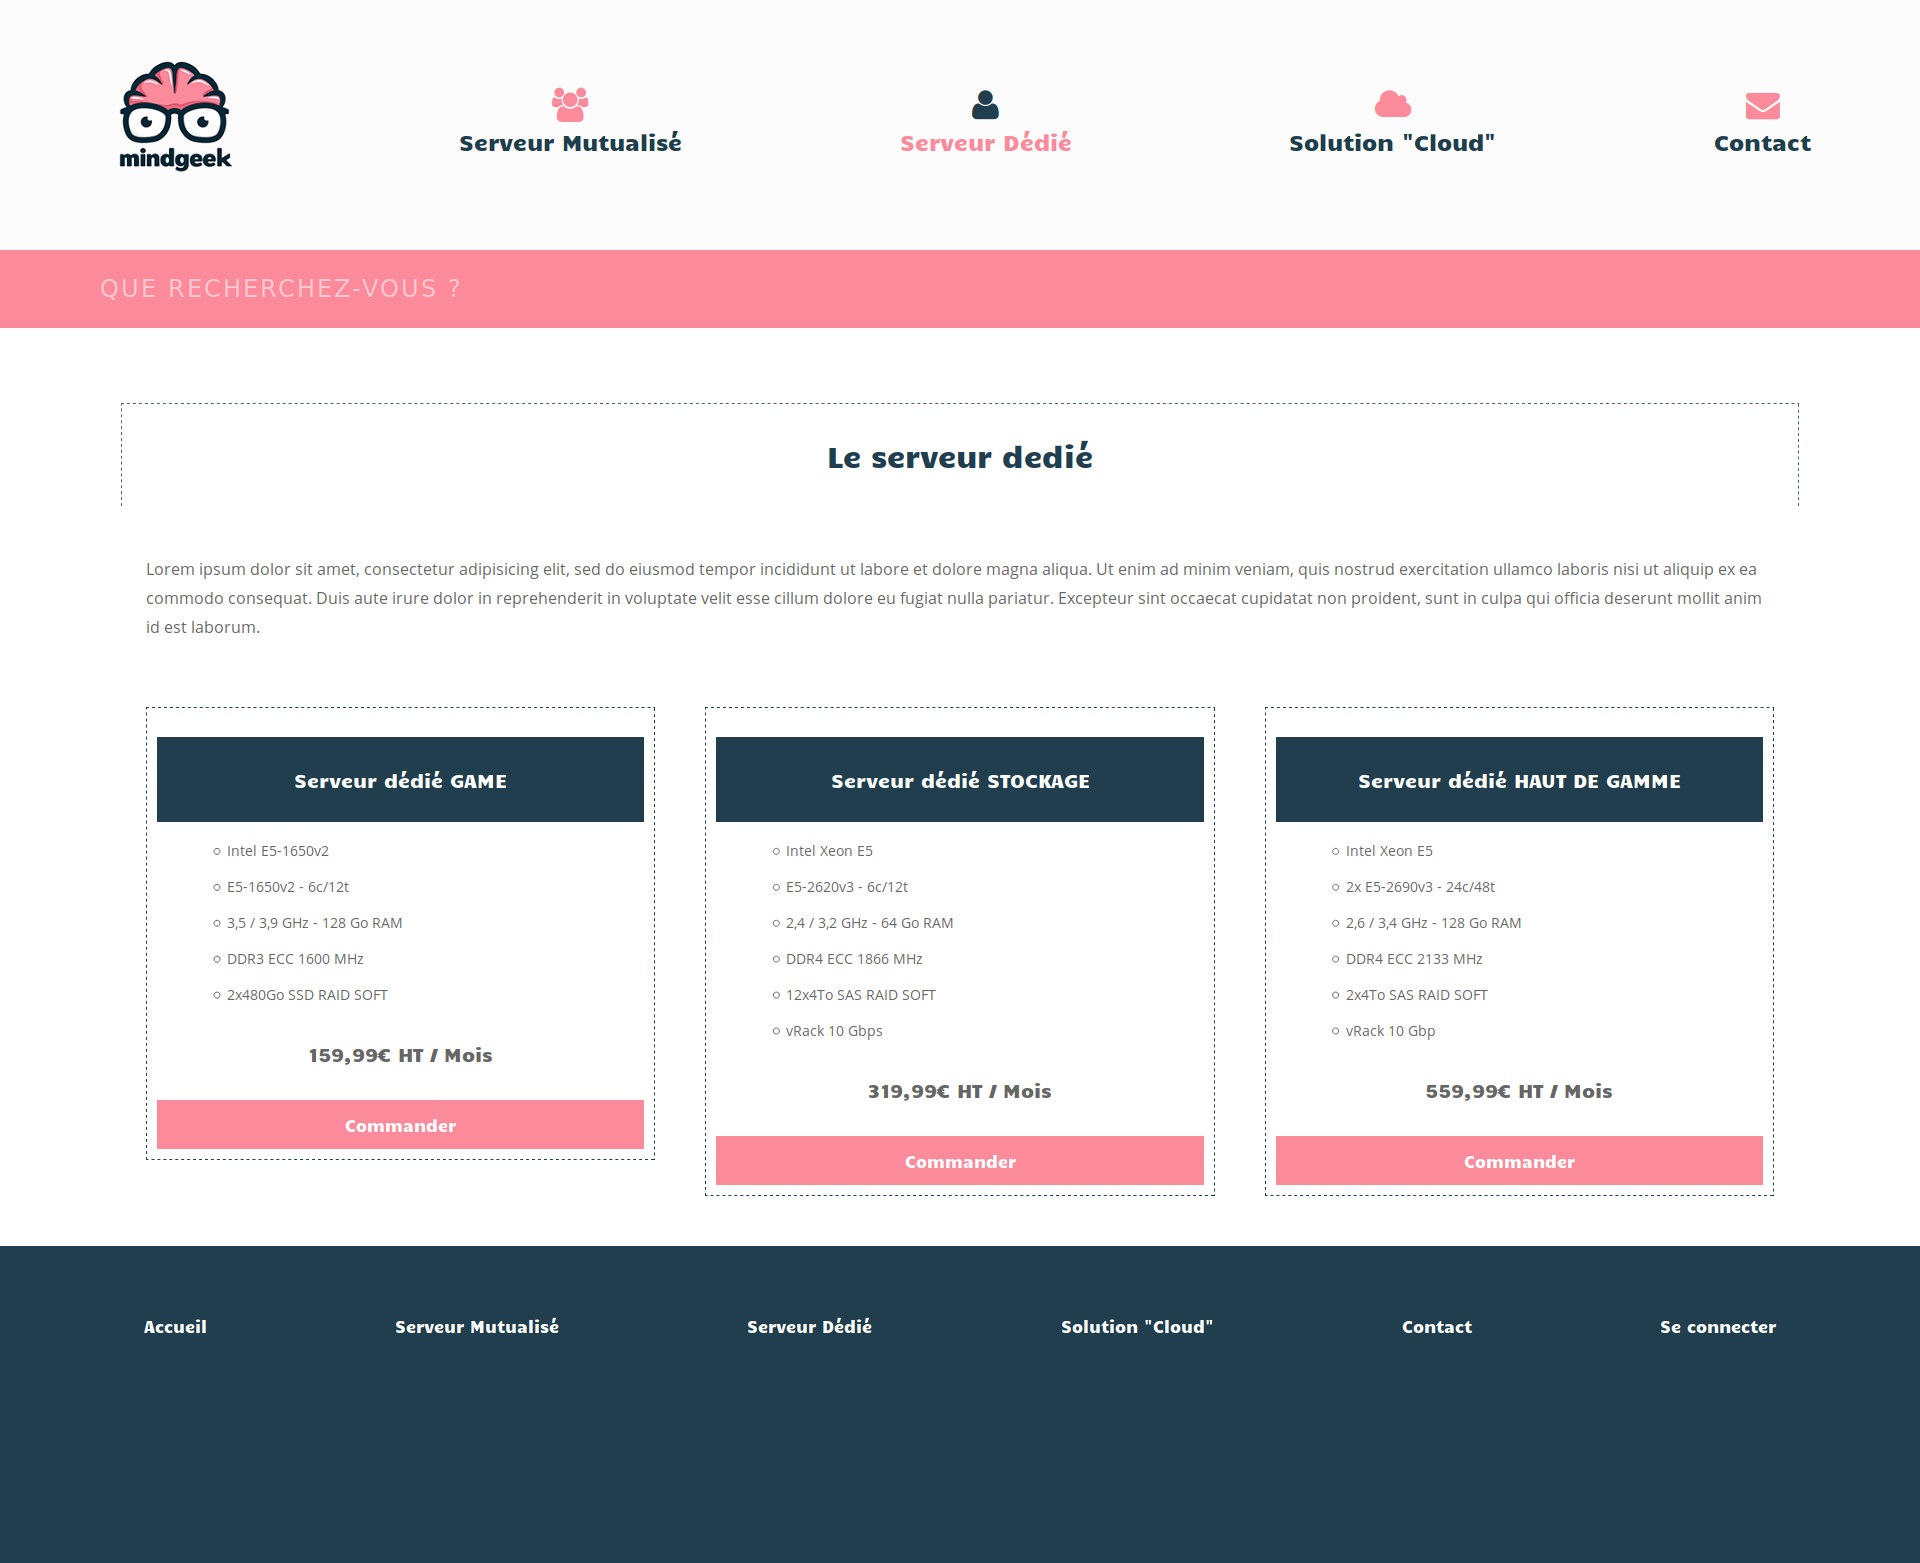 mindgeek
Serveur Mutualisé
Serveur Dédié
Solution "Cloud"
Contact
QUE RECHERCHEZ-VOUS ?
Le serveur dedié
Lorem ipsum dolor sit amet, consectetur adipisicing elit, sed do eiusmod tempor incididunt ut labore et dolore magna aliqua. Ut enim ad minim veniam, quis nostrud exercitation ullamco laboris nisi ut aliquip ex ea
commodo consequat. Duis aute irure dolor in reprehenderit in voluptate velit esse cillum dolore eu fugiat nulla pariatur. Excepteur sint occaecat cupidatat non proident, sunt in culpa qui officia deserunt mollit anim
id est laborum.
Serveur dédié GAME
Intel E5-1650v2
E5-1650v2 - 6c/12t
3,5 / 3,9 GHz - 128 Go RAM
DDR3 ECC 1600 MHz
2x480Go SSD RAID SOFT
159,99€ HT / Mois
Commander
Serveur dédié STOCKAGE
Intel Xeon E5
E5-2620v3 - 6c/12t
2,4 / 3,2 GHz - 64 Go RAM
DDR4 ECC 1866 MHz
12x4To SAS RAID SOFT
vRack 10 Gbps
319,99€ HT / Mois
Commander
Serveur dédié HAUT DE GAMME
Intel Xeon E5
2x E5-2690v3 - 24c/48t
2,6 / 3,4 GHz - 128 Go RAM
DDR4 ECC 2133 MHz
2x4To SAS RAID SOFT
vRack 10 Gbp
559,99€ HT / Mois
Commander
Accueil
Serveur Mutualisé
Serveur Dédié
Solution "Cloud"
Contact
Se connecter